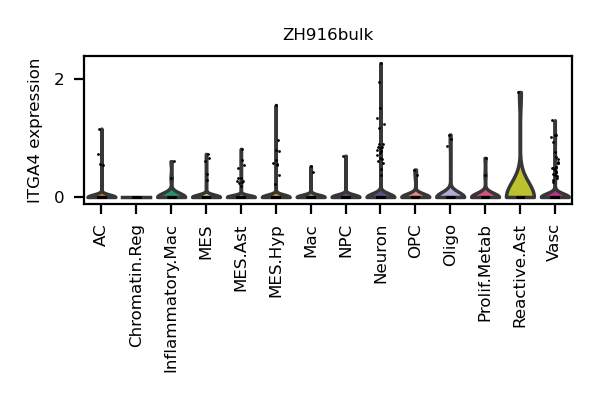 ZH916bulk
ITGA4 expression
2
0
AC
Chromatin.Reg
Inflammatory.Mac
MES
MES.Ast
MES.Hyp
Mac
NPC
Neuron
OPC
Oligo
Prolif.Metab
Reactive.Ast
Vasc